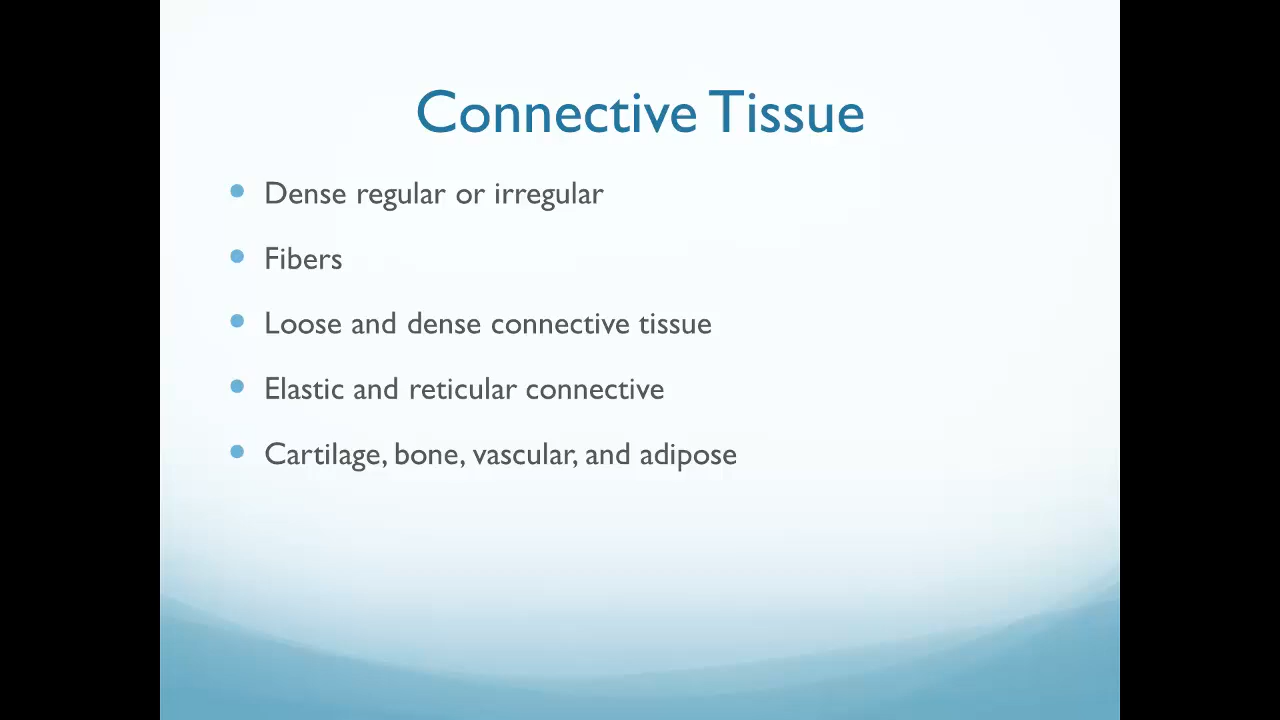 Connective Tissue
Dense regular or irregular
Fibers
Loose and dense connective tissue
Elastic and reticular connective
Cartilage, bone, vascular, and adipose